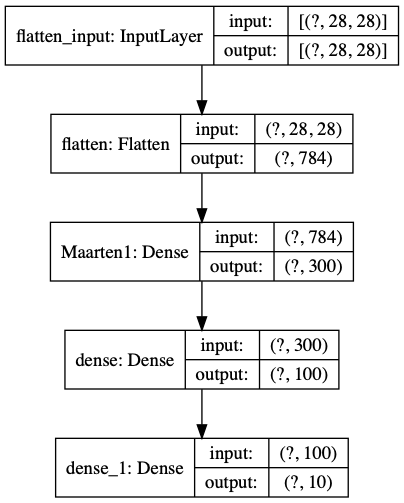 flatten_input: InputLayer
input: [(?, 28, 28)]
output: [(?, 28, 28)]
flatten: Flatten
input: (?, 28, 28)
output: (?, 784)
Maarten1: Dense
input: (?, 784)
output: (?, 300)
dense: Dense
input: (?, 300)
output: (?, 100)
dense_1: Dense
input: (?, 100)
output: (?, 10)